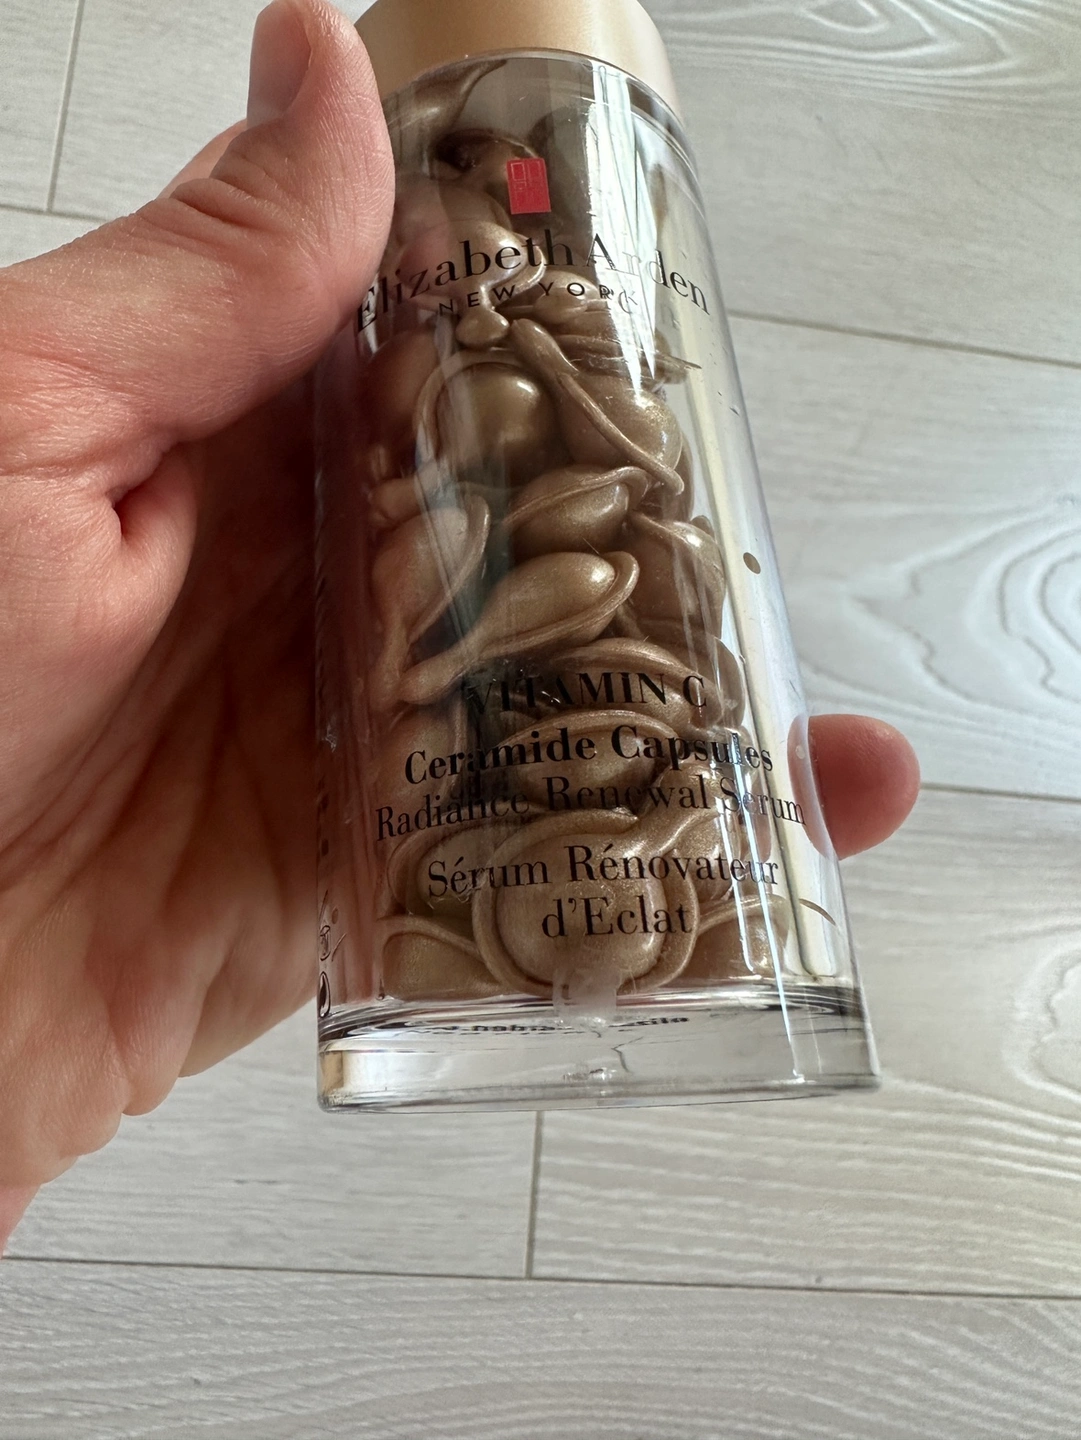 Elizabeth Arden
NEW YORK
VITAMIN C
Ceramide Capsules
Radiance Renewal Serum
Sérum Rénovateur
d'Eclat